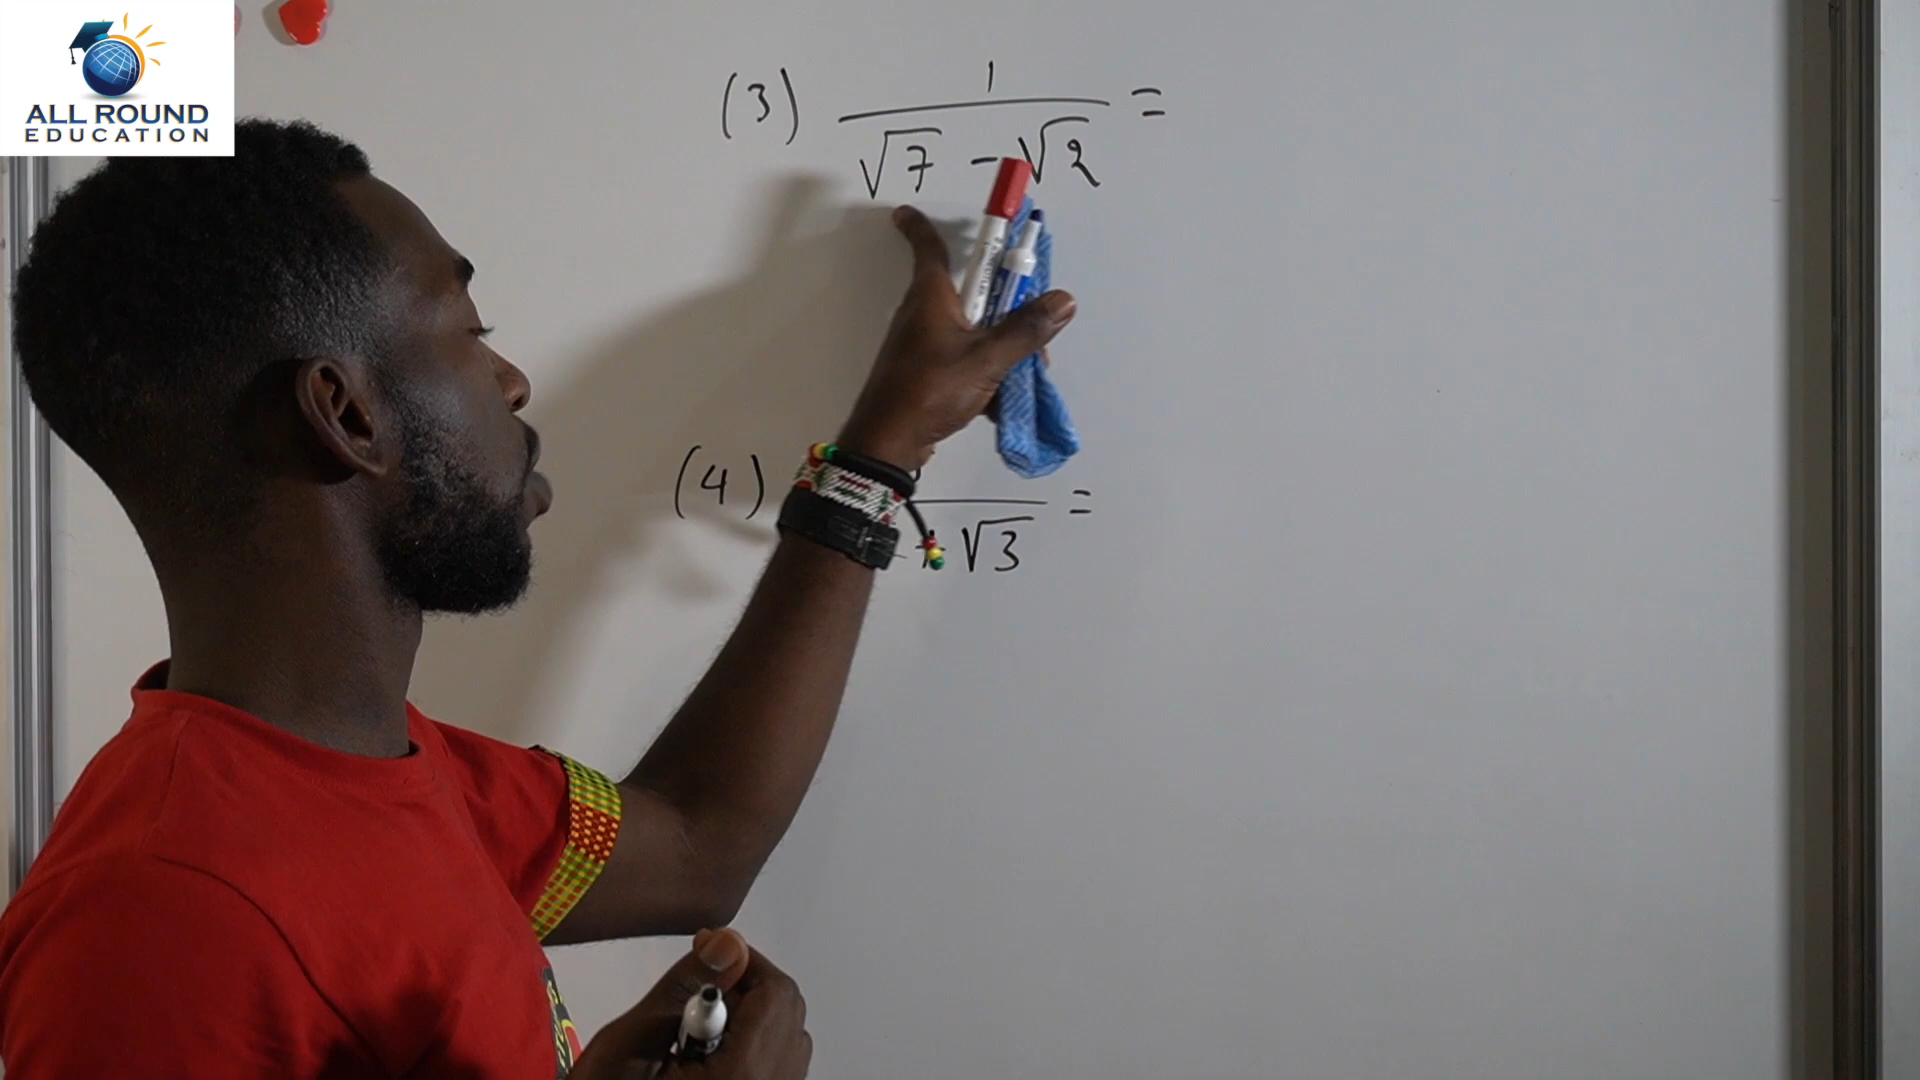 ALL ROUND
EDUCATION
(3) 1 / √7 - √2 =
(4) + √3 =